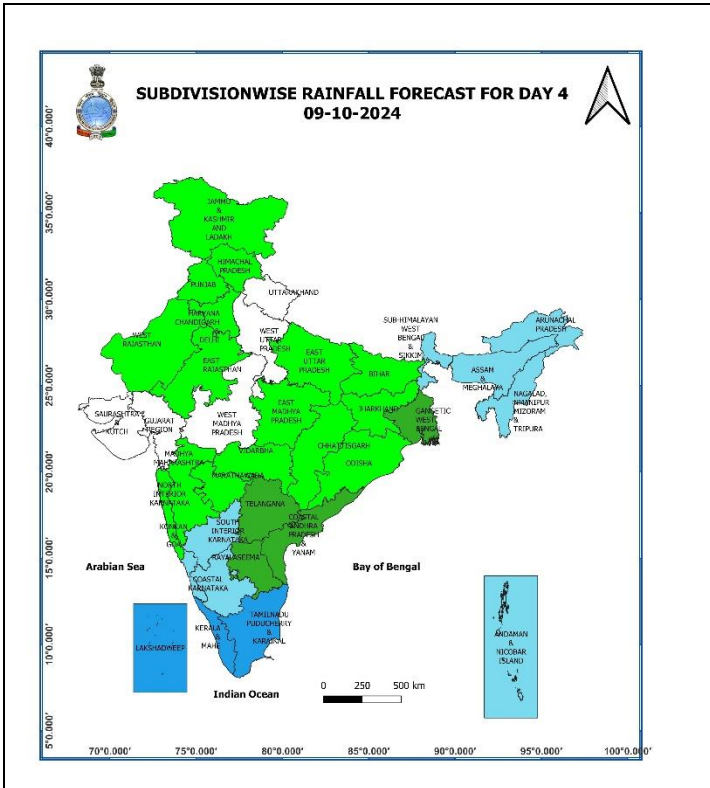 SUBDIVISIONWISE RAINFALL FORECAST FOR DAY 4
09-10-2024
40°0.000'
35°0.000'
30°0.000'
25°0.000'
20°0.000'
15°0.000'
10°0.000'
5°0.000'
JAMMU
&
KASHMIR
AND
LADAKH
HIMACHAL
PRADESH
PUNJAB
UTTARAKHAND
HARYANA
CHANDIGARH
&
DELHI
WEST
RAJASTHAN
EAST
RAJASTHAN
WEST
UTTAR
PRADESH
EAST
UTTAR
PRADESH
SUB-HIMALAYAN
WEST
BENGAL
&
SIKKIM
ARUNACHAL
PRADESH
ASSAM
&
MEGHALAYA
NAGALAD,
MANIPUR
MIZORAM
&
TRIPURA
BIHAR
JHARKHAND
GANGETIC
WEST
BENGAL
SAURASHTRA
&
KUTCH
GUJARAT
REGION
WEST
MADHYA
PRADESH
EAST
MADHYA
PRADESH
CHHATISGARH
ODISHA
VIDARBHA
MADHYA
MAHARASHTRA
MARATHAWADA
NORTH
INTERIOR
KARNATAKA
KONKAN
&
GOA
TELANGANA
SOUTH
INTERIOR
KARNATAKA
COASTAL
ANDHRA
PRADESH
&
YANAM
RAYALASEEMA
COASTAL
KARNATAKA
Arabian Sea
Bay of Bengal
LAKSHADWEEP
KERALA
&
MAHE
TAMILNADU
PUDUCHERRY
&
KARAIKAL
ANDAMAN
&
NICOBAR
ISLAND
Indian Ocean
0 250 500 km
70°0.000' 75°0.000' 80°0.000' 85°0.000' 90°0.000' 95°0.000' 100°0.000'